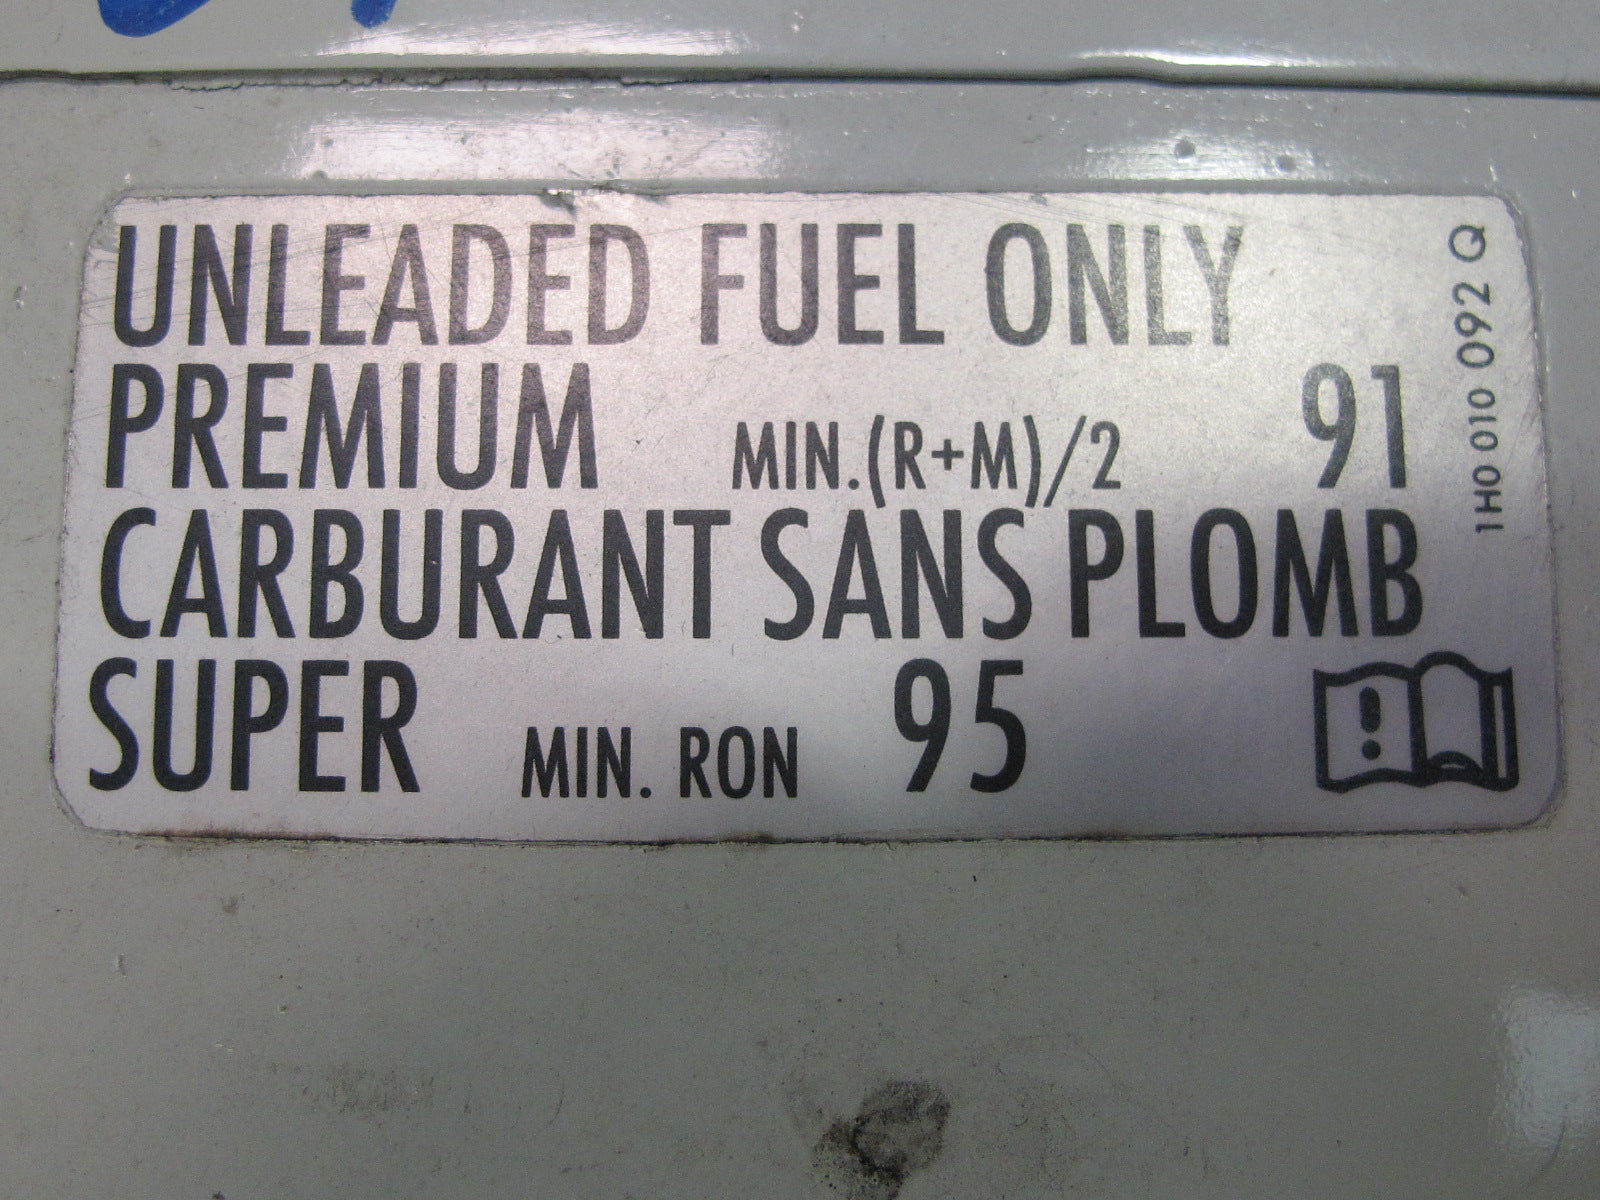 UNLEADED FUEL ONLY
PREMIUM MIN.(R+M)/2 91
CARBURANT SANS PLOMB
SUPER MIN. RON 95
1H0 010 092 Q